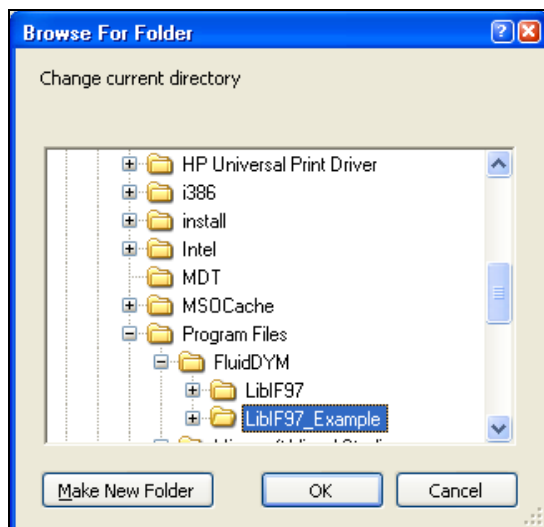 Browse For Folder
Change current directory
HP Universal Print Driver
i386
install
Intel
MDT
MSOCache
Program Files
FluidDYM
LibIF97
LibIF97_Example
Make New Folder
OK
Cancel